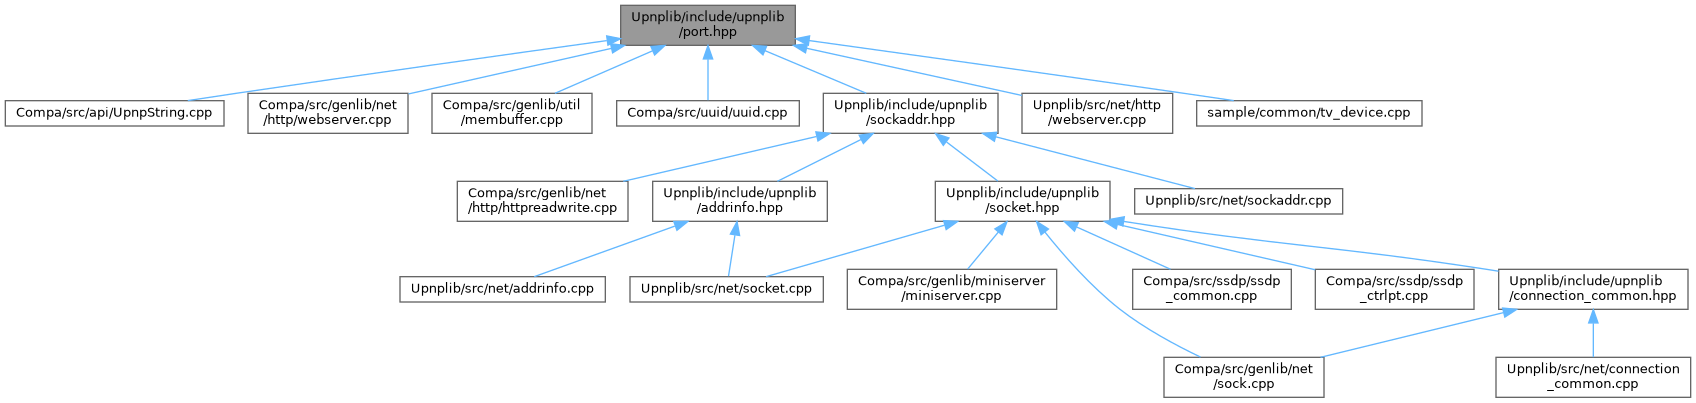 Upnplib/include/upnplib
/port.hpp
Compa/src/api/UpnpString.cpp
Compa/src/genlib/net
/http/webserver.cpp
Compa/src/genlib/util
/membuffer.cpp
Compa/src/uuid/uuid.cpp
Upnplib/include/upnplib
/sockaddr.hpp
Upnplib/src/net/http
/webserver.cpp
sample/common/tv_device.cpp
Compa/src/genlib/net
/http/httpreadwrite.cpp
Upnplib/include/upnplib
/addrinfo.hpp
Upnplib/include/upnplib
/socket.hpp
Upnplib/src/net/sockaddr.cpp
Upnplib/src/net/addrinfo.cpp
Upnplib/src/net/socket.cpp
Compa/src/genlib/miniserver
/miniserver.cpp
Compa/src/ssdp/ssdp
_common.cpp
Compa/src/ssdp/ssdp
_ctrlpt.cpp
Upnplib/include/upnplib
/connection_common.hpp
Compa/src/genlib/net
/sock.cpp
Upnplib/src/net/connection
_common.cpp